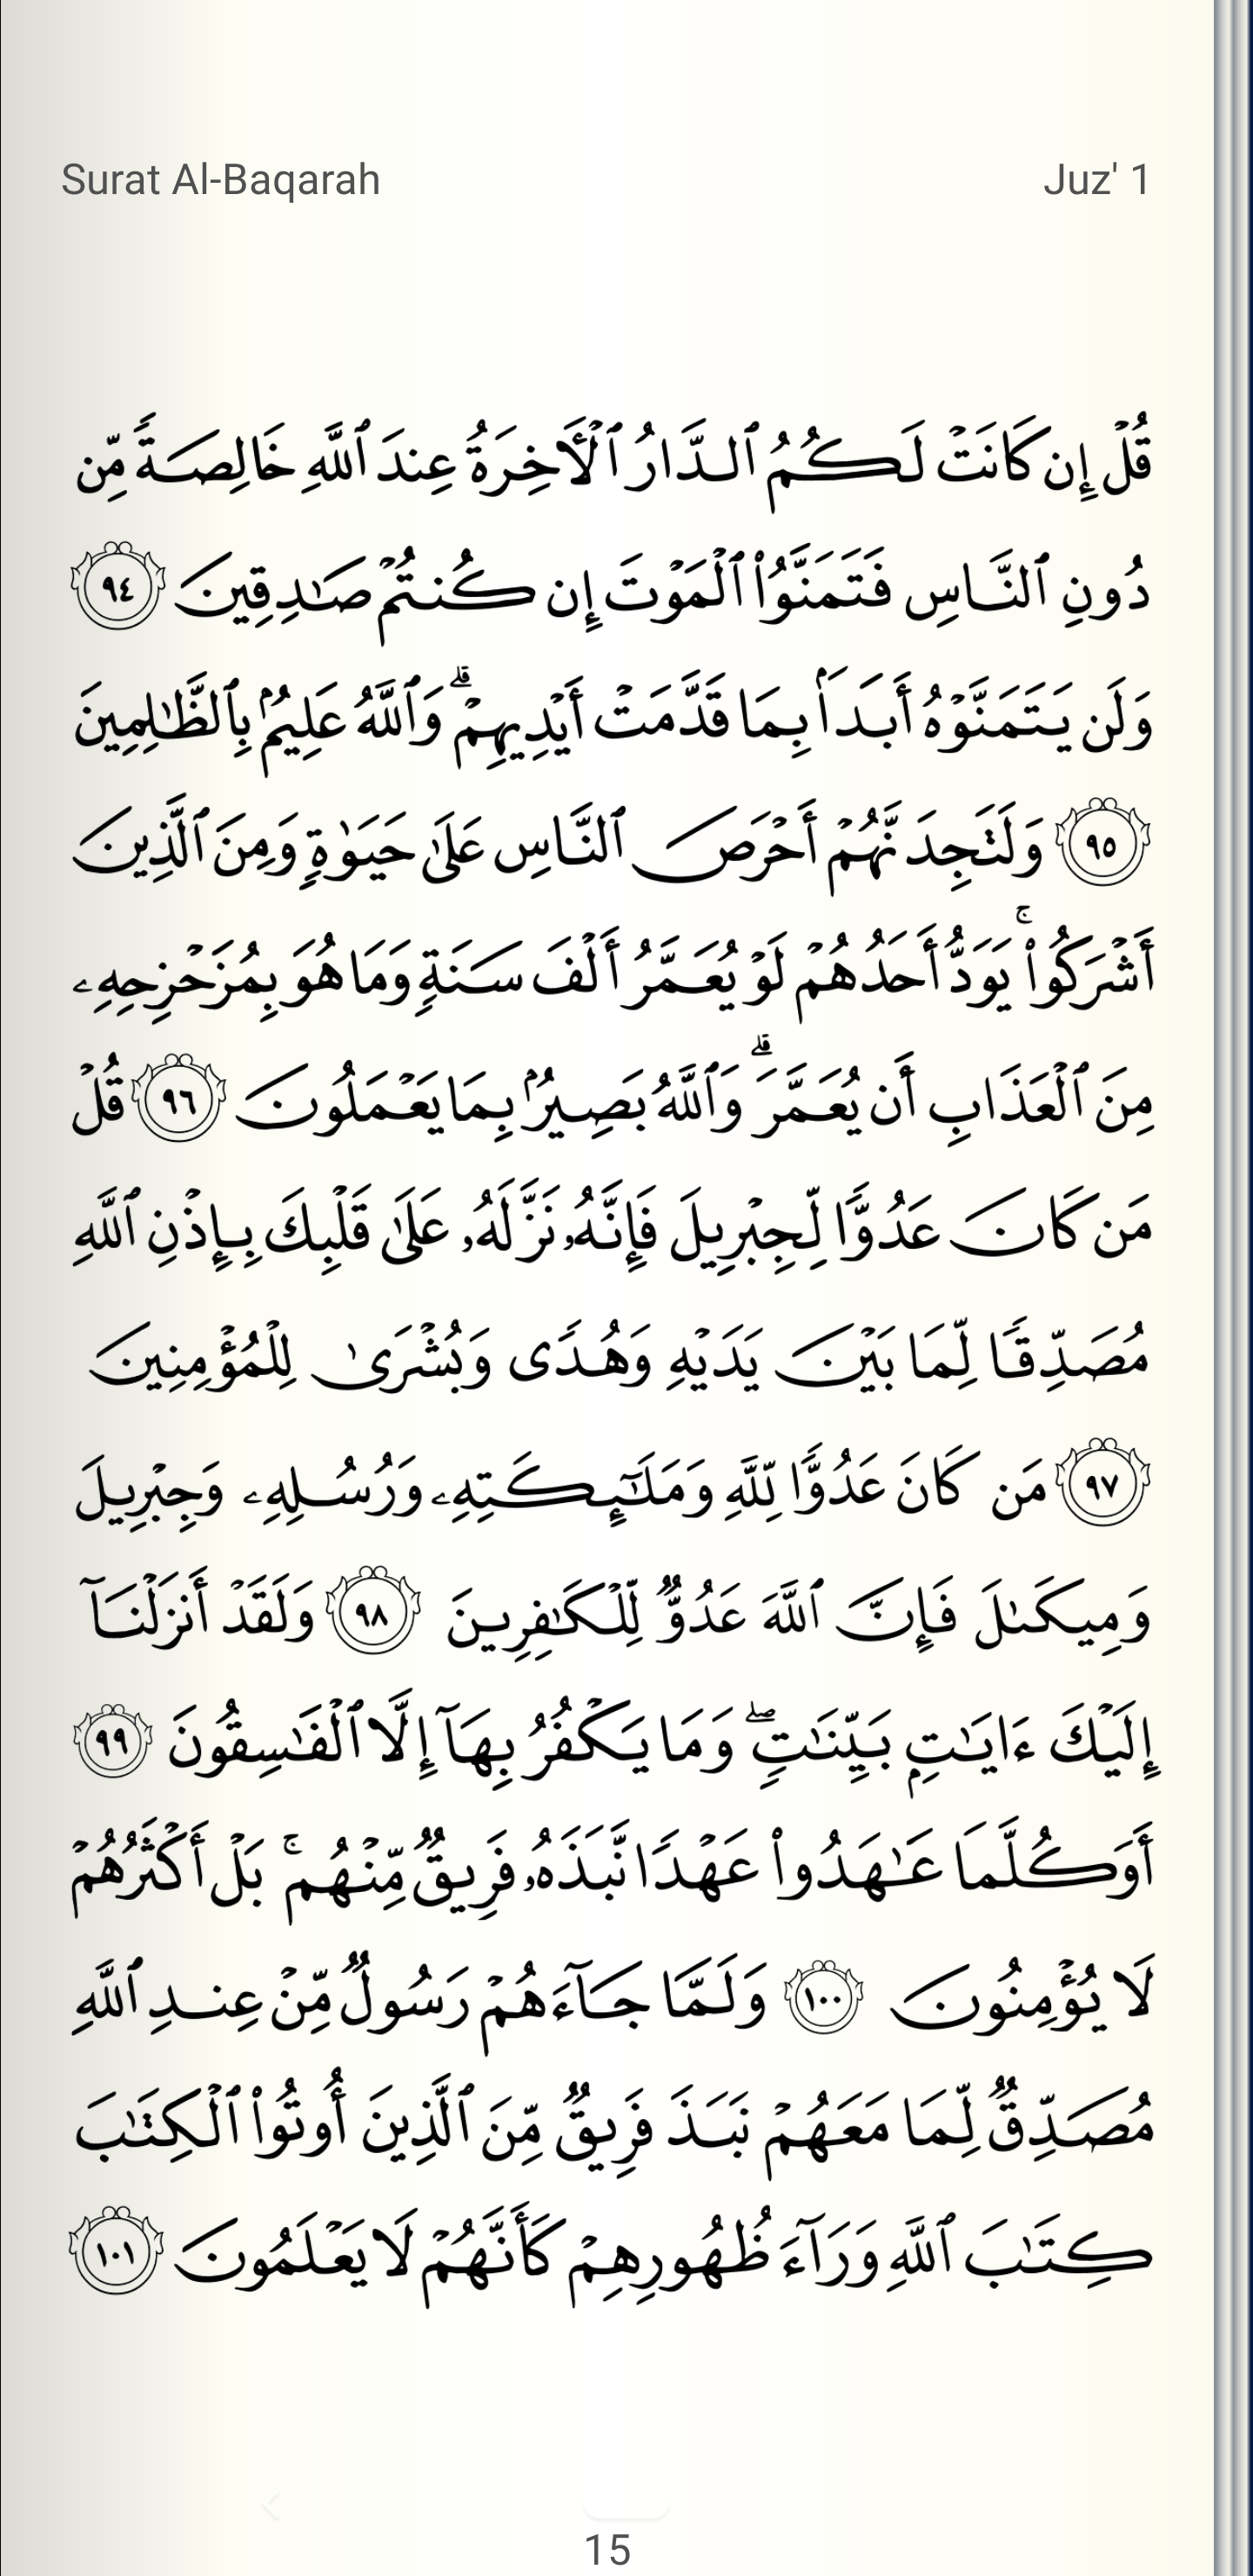 Surat Al-Baqarah
Juz' 1
قُلْ إِن كَانَتْ لَكُمُ ٱلدَّارُ ٱلْـَٔاخِرَةُ عِندَ ٱللَّهِ خَالِصَةً مِّن
دُونِ ٱلنَّاسِ فَتَمَنَّوُا۟ ٱلْمَوْتَ إِن كُنتُمْ صَـٰدِقِينَ ٩٤
وَلَن يَتَمَنَّوْهُ أَبَدًۢا بِمَا قَدَّمَتْ أَيْدِيهِمْ ۗ وَٱللَّهُ عَلِيمٌۢ بِٱلظَّـٰلِمِينَ
٩٥ وَلَتَجِدَنَّهُمْ أَحْرَصَ ٱلنَّاسِ عَلَىٰ حَيَوٰةٍ وَمِنَ ٱلَّذِينَ
أَشْرَكُوا۟ ۚ يَوَدُّ أَحَدُهُمْ لَوْ يُعَمَّرُ أَلْفَ سَنَةٍ وَمَا هُوَ بِمُزَحْزِحِهِۦ
مِنَ ٱلْعَذَابِ أَن يُعَمَّرَ ۗ وَٱللَّهُ بَصِيرٌۢ بِمَا يَعْمَلُونَ ٩٦ قُلْ
مَن كَانَ عَدُوًّا لِّجِبْرِيلَ فَإِنَّهُۥ نَزَّلَهُۥ عَلَىٰ قَلْبِكَ بِإِذْنِ ٱللَّهِ
مُصَدِّقًا لِّمَا بَيْنَ يَدَيْهِ وَهُدًى وَبُشْرَىٰ لِلْمُؤْمِنِينَ
٩٧ مَن كَانَ عَدُوًّا لِّلَّهِ وَمَلَـٰٓئِكَتِهِۦ وَرُسُلِهِۦ وَجِبْرِيلَ
وَمِيكَىٰلَ فَإِنَّ ٱللَّهَ عَدُوٌّ لِّلْكَـٰفِرِينَ ٩٨ وَلَقَدْ أَنزَلْنَآ
إِلَيْكَ ءَايَـٰتٍۭ بَيِّنَـٰتٍ ۖ وَمَا يَكْفُرُ بِهَآ إِلَّا ٱلْفَـٰسِقُونَ ٩٩
أَوَكُلَّمَا عَـٰهَدُوا۟ عَهْدًا نَّبَذَهُۥ فَرِيقٌ مِّنْهُم ۚ بَلْ أَكْثَرُهُمْ
لَا يُؤْمِنُونَ ١٠٠ وَلَمَّا جَآءَهُمْ رَسُولٌ مِّنْ عِندِ ٱللَّهِ
مُصَدِّقٌ لِّمَا مَعَهُمْ نَبَذَ فَرِيقٌ مِّنَ ٱلَّذِينَ أُوتُوا۟ ٱلْكِتَـٰبَ
كِتَـٰبَ ٱللَّهِ وَرَآءَ ظُهُورِهِمْ كَأَنَّهُمْ لَا يَعْلَمُونَ ١٠١
15